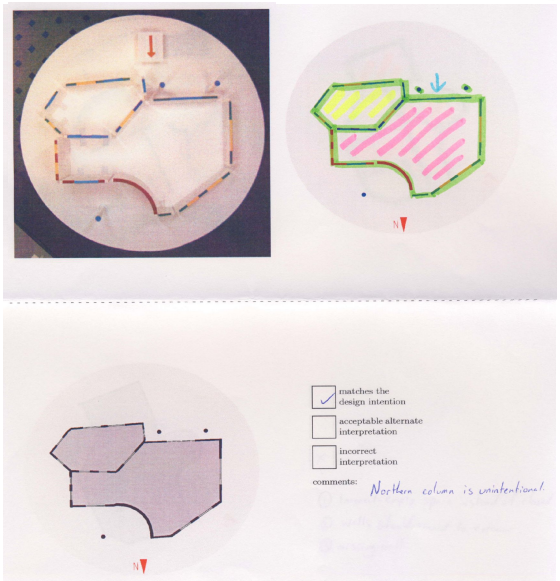 N
matches the
design intention
acceptable alternate
interpretation
incorrect
interpretation
comments:
Northern column is unintentional.
N